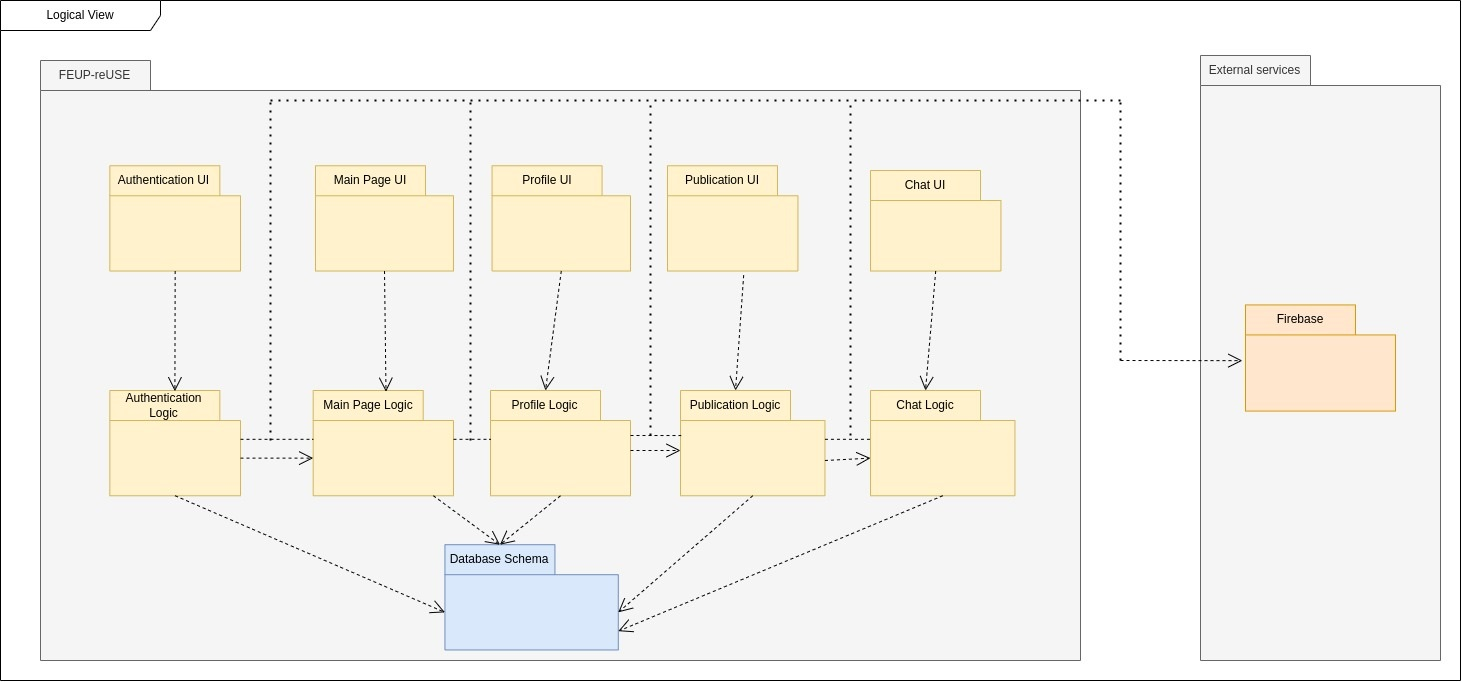 Logical View
FEUP-reUSE
External services
Authentication UI
Main Page UI
Profile UI
Publication UI
Chat UI
Firebase
Authentication
Logic
Main Page Logic
Profile Logic
Publication Logic
Chat Logic
Database Schema